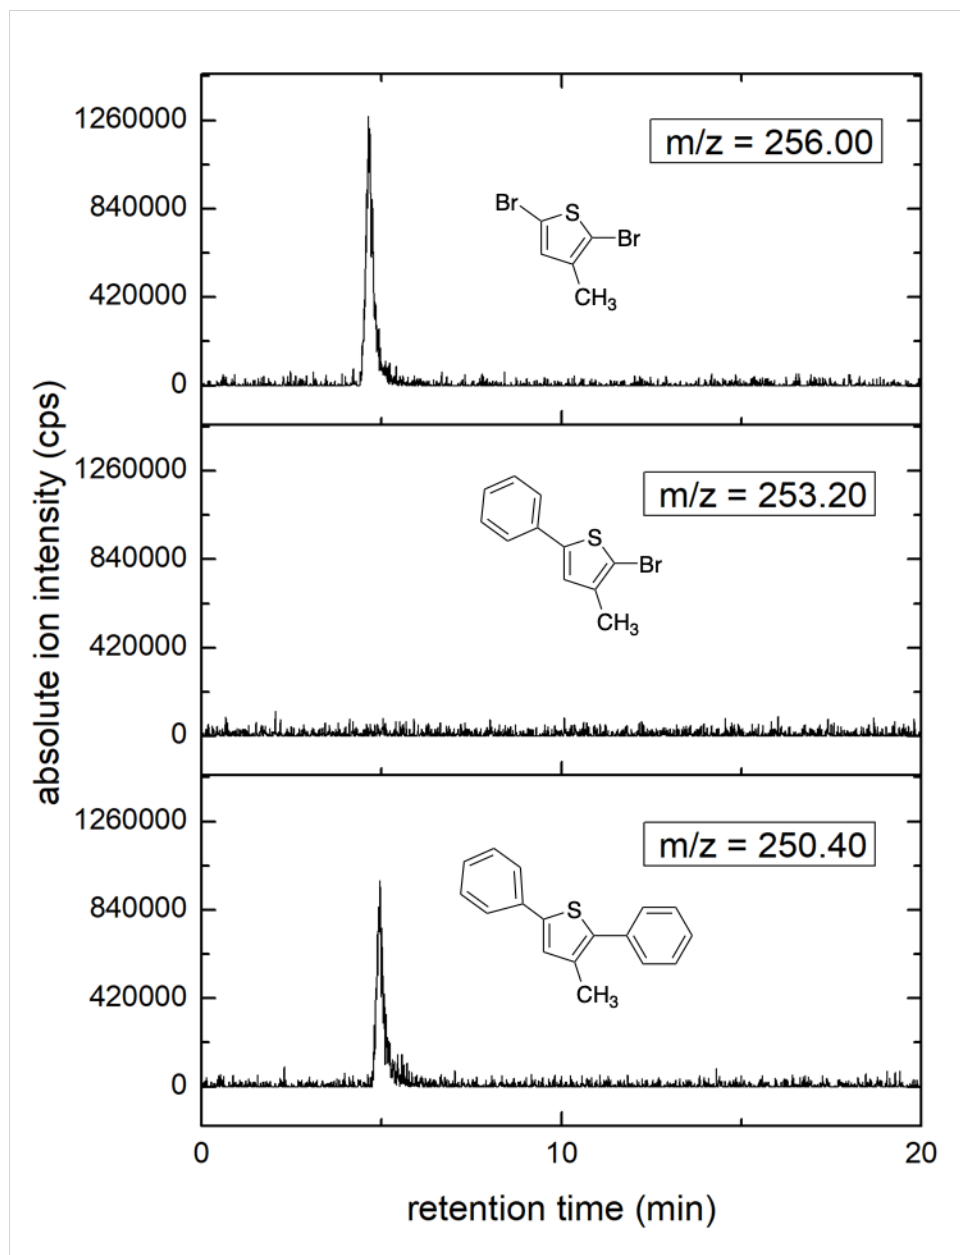 absolute ion intensity (cps)
1260000
840000
420000
0
m/z = 256.00
Br
S
Br
CH3
1260000
840000
420000
0
m/z = 253.20
S
Br
CH3
1260000
840000
420000
0
m/z = 250.40
S
CH3
0 10 20
retention time (min)